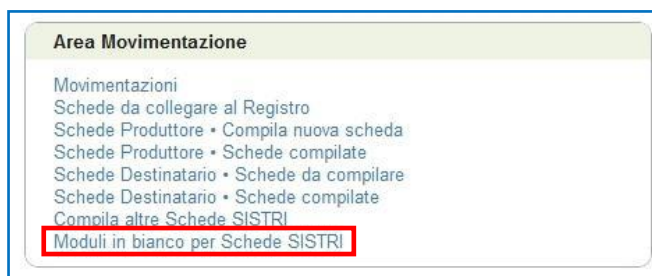 Area Movimentazione
Movimentazioni
Schede da collegare al Registro
Schede Produttore • Compila nuova scheda
Schede Produttore • Schede compilate
Schede Destinatario • Schede da compilare
Schede Destinatario • Schede compilate
Compila altre Schede SISTRI
Moduli in bianco per Schede SISTRI